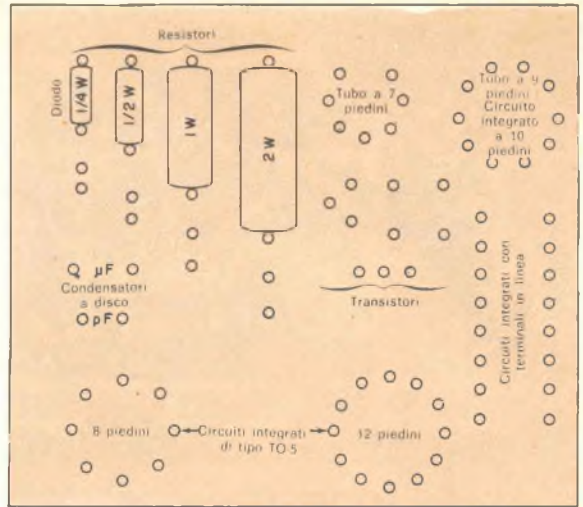 Resistori
Diodo
1/4 W
1/2 W
1 W
2 W
Tubo a 7
piedini
Tubo a 9
piedini
Circuito
integrato
a 10
piedini
µF
Condensatori
a disco
pF
Transistori
Circuiti integrati con
terminali in linea
8 piedini
Circuiti integrati
di tipo TO-5
12 piedini